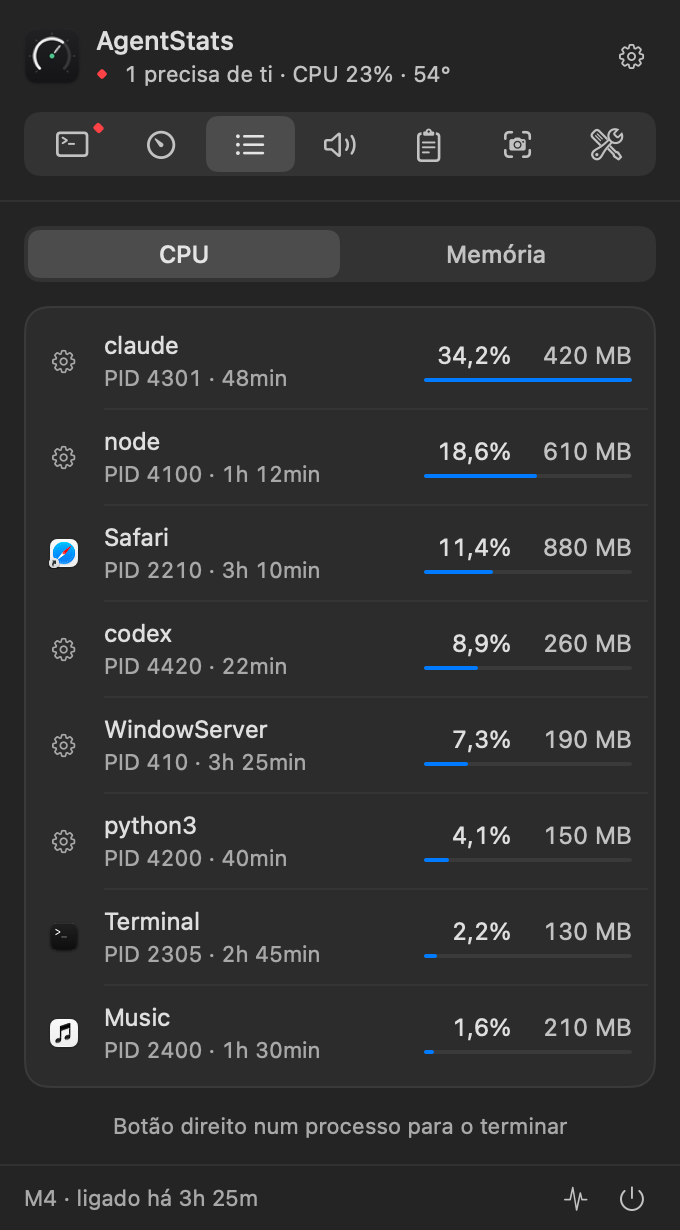 AgentStats
1 precisa de ti · CPU 23% · 54°
CPU Memória
claude
34,2% 420 MB
PID 4301 · 48min
node
18,6% 610 MB
PID 4100 · 1h 12min
Safari
11,4% 880 MB
PID 2210 · 3h 10min
codex
8,9% 260 MB
PID 4420 · 22min
WindowServer
7,3% 190 MB
PID 410 · 3h 25min
python3
4,1% 150 MB
PID 4200 · 40min
Terminal
2,2% 130 MB
PID 2305 · 2h 45min
Music
1,6% 210 MB
PID 2400 · 1h 30min
Botão direito num processo para o terminar
M4 · ligado há 3h 25m